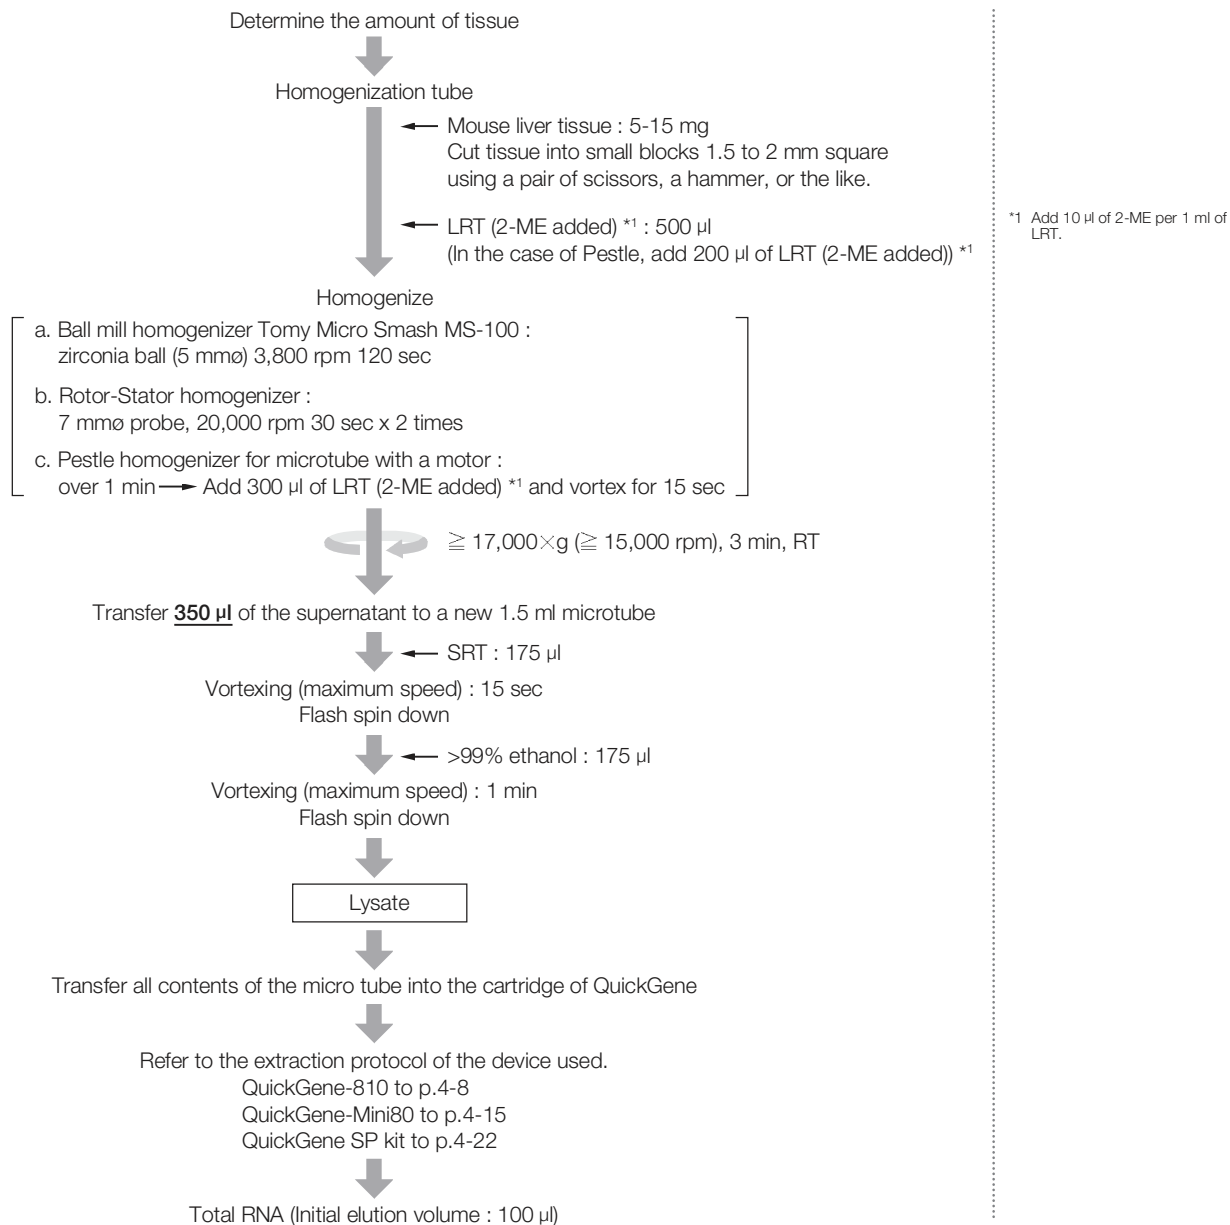 Determine the amount of tissue
Homogenization tube
Mouse liver tissue : 5-15 mg
Cut tissue into small blocks 1.5 to 2 mm square
using a pair of scissors, a hammer, or the like.
LRT (2-ME added) *1 : 500 µl
(In the case of Pestle, add 200 µl of LRT (2-ME added)) *1
*1 Add 10 µl of 2-ME per 1 ml of
LRT.
Homogenize
a. Ball mill homogenizer Tomy Micro Smash MS-100 :
zirconia ball (5 mmø) 3,800 rpm 120 sec
b. Rotor-Stator homogenizer :
7 mmø probe, 20,000 rpm 30 sec x 2 times
c. Pestle homogenizer for microtube with a motor :
over 1 min → Add 300 µl of LRT (2-ME added) *1 and vortex for 15 sec
≧ 17,000×g (≧ 15,000 rpm), 3 min, RT
Transfer 350 µl of the supernatant to a new 1.5 ml microtube
SRT : 175 µl
Vortexing (maximum speed) : 15 sec
Flash spin down
>99% ethanol : 175 µl
Vortexing (maximum speed) : 1 min
Flash spin down
Lysate
Transfer all contents of the micro tube into the cartridge of QuickGene
Refer to the extraction protocol of the device used.
QuickGene-810 to p.4-8
QuickGene-Mini80 to p.4-15
QuickGene SP kit to p.4-22
Total RNA (Initial elution volume : 100 µl)